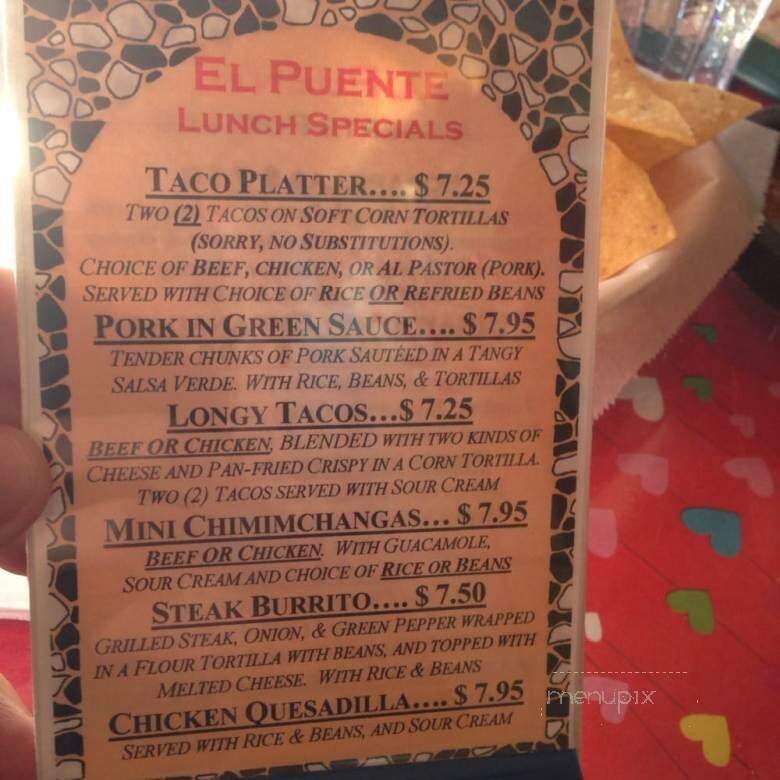 EL PUENTE
LUNCH SPECIALS
TACO PLATTER.... $ 7.25
TWO (2) TACOS ON SOFT CORN TORTILLAS
(SORRY, NO SUBSTITUTIONS).
CHOICE OF BEEF, CHICKEN, OR AL PASTOR (PORK).
SERVED WITH CHOICE OF RICE OR REFRIED BEANS
PORK IN GREEN SAUCE.... $ 7.95
TENDER CHUNKS OF PORK SAUTÉED IN A TANGY
SALSA VERDE. WITH RICE, BEANS, & TORTILLAS
LONGY TACOS...$ 7.25
BEEF OR CHICKEN, BLENDED WITH TWO KINDS OF
CHEESE AND PAN-FRIED CRISPY IN A CORN TORTILLA.
TWO (2) TACOS SERVED WITH SOUR CREAM
MINI CHIMIMCHANGAS... $ 7.95
BEEF OR CHICKEN. WITH GUACAMOLE,
SOUR CREAM AND CHOICE OF RICE OR BEANS
STEAK BURRITO.... $ 7.50
GRILLED STEAK, ONION, & GREEN PEPPER WRAPPED
IN A FLOUR TORTILLA WITH BEANS, AND TOPPED WITH
MELTED CHEESE. WITH RICE & BEANS
CHICKEN QUESADILLA.... $ 7.95
SERVED WITH RICE & BEANS, AND SOUR CREAM
menupix